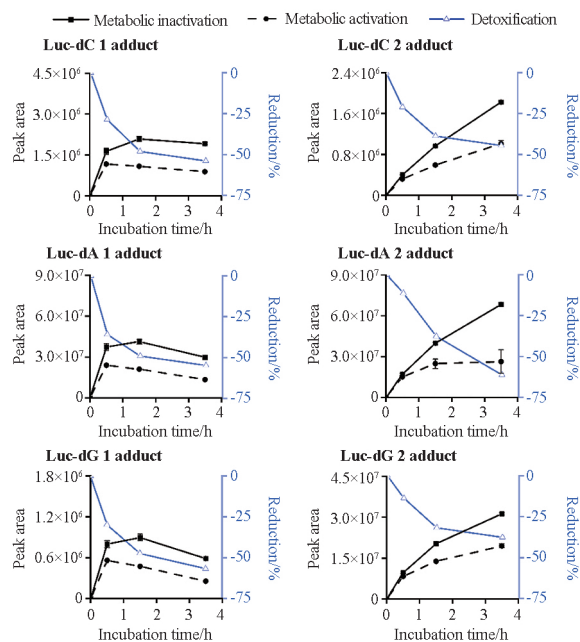 Metabolic inactivation Metabolic activation Detoxification
Luc-dC 1 adduct
4.5×10⁶
3.0×10⁶
1.5×10⁶
0
Peak area
0
-25
-50
-75
Reduction/%
0 1 2 3 4
Incubation time/h
Luc-dC 2 adduct
2.4×10⁶
1.6×10⁶
0.8×10⁶
0
Peak area
0
-25
-50
-75
Reduction/%
0 1 2 3 4
Incubation time/h
Luc-dA 1 adduct
9.0×10⁷
6.0×10⁷
3.0×10⁷
0
Peak area
0
-25
-50
-75
Reduction/%
0 1 2 3 4
Incubation time/h
Luc-dA 2 adduct
9.0×10⁷
6.0×10⁷
3.0×10⁷
0
Peak area
0
-25
-50
-75
Reduction/%
0 1 2 3 4
Incubation time/h
Luc-dG 1 adduct
1.8×10⁶
1.2×10⁶
0.6×10⁶
0
Peak area
0
-25
-50
-75
Reduction/%
0 1 2 3 4
Incubation time/h
Luc-dG 2 adduct
4.5×10⁷
3.0×10⁷
1.5×10⁷
0
Peak area
0
-25
-50
-75
Reduction/%
0 1 2 3 4
Incubation time/h